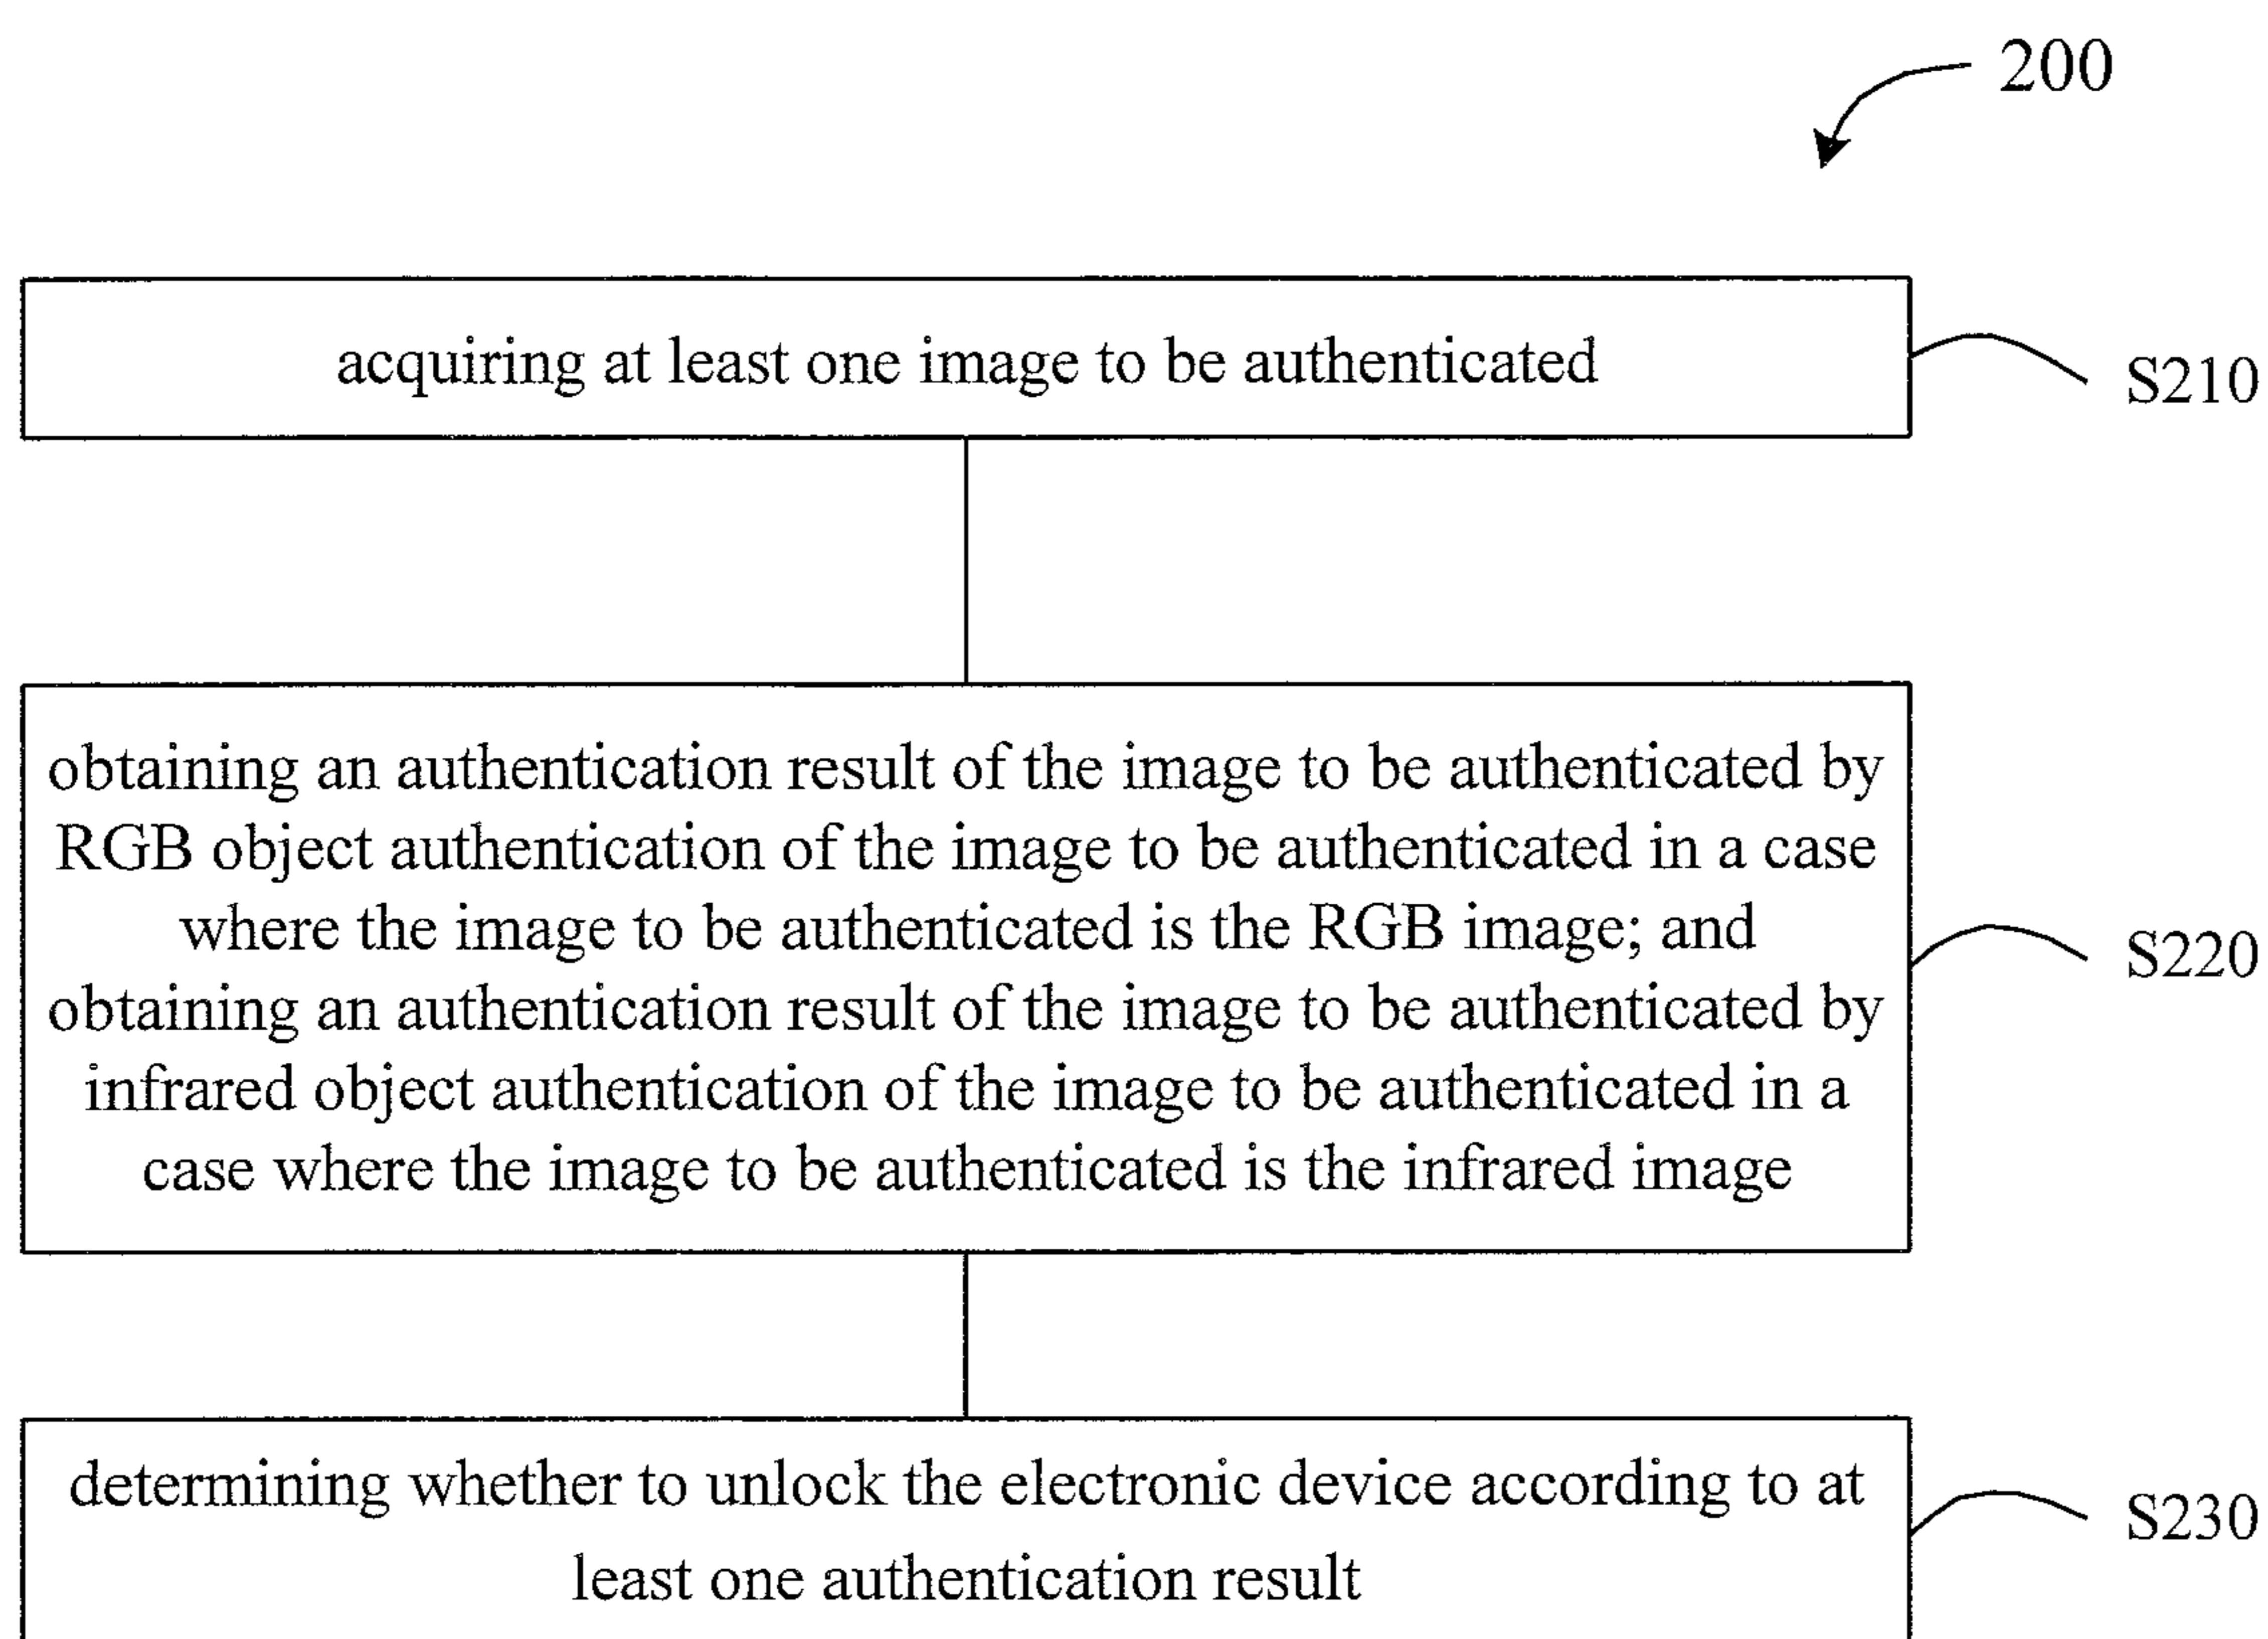 200
acquiring at least one image to be authenticated
S210
obtaining an authentication result of the image to be authenticated by
RGB object authentication of the image to be authenticated in a case
where the image to be authenticated is the RGB image; and
obtaining an authentication result of the image to be authenticated by
infrared object authentication of the image to be authenticated in a
case where the image to be authenticated is the infrared image
S220
determining whether to unlock the electronic device according to at
least one authentication result
S230